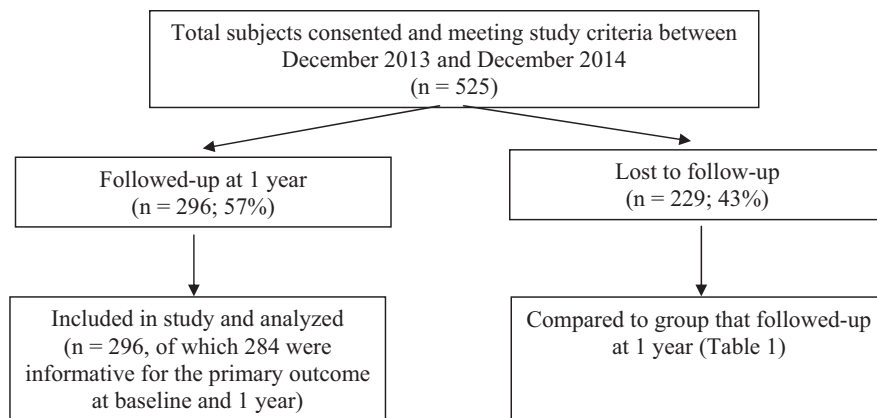 Total subjects consented and meeting study criteria between
December 2013 and December 2014
(n = 525)
Followed-up at 1 year
(n = 296; 57%)
Lost to follow-up
(n = 229; 43%)
Included in study and analyzed
(n = 296, of which 284 were
informative for the primary outcome
at baseline and 1 year)
Compared to group that followed-up
at 1 year (Table 1)